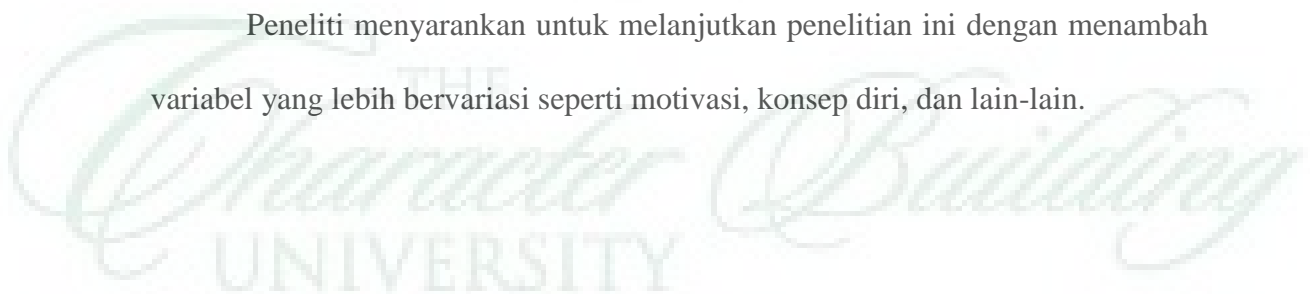 Peneliti menyarankan untuk melanjutkan penelitian ini dengan menambah
variabel yang lebih bervariasi seperti motivasi, konsep diri, dan lain-lain.
THE
Character Building
UNIVERSITY